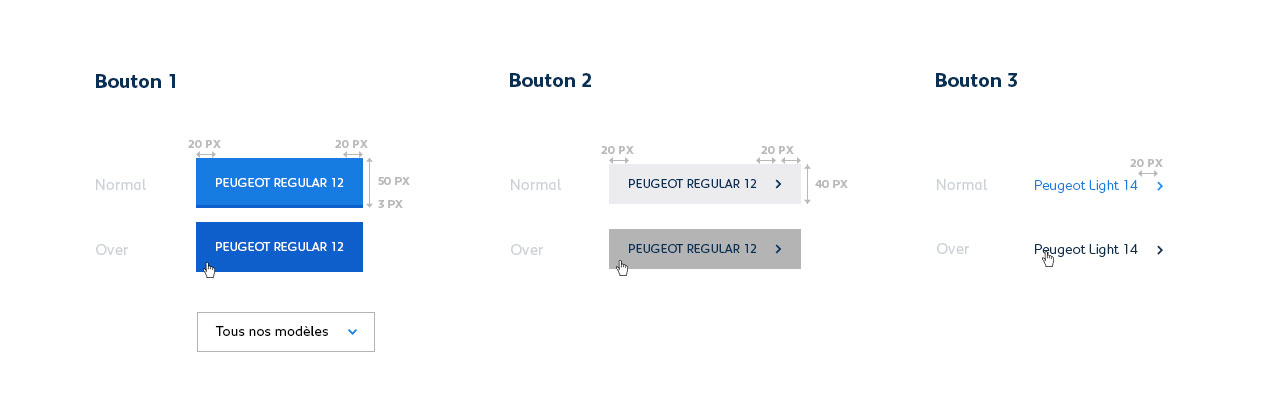 Bouton 1
20 PX
20 PX
Normal
PEUGEOT REGULAR 12
50 PX
3 PX
Over
PEUGEOT REGULAR 12
Tous nos modèles
Bouton 2
20 PX
20 PX
Normal
PEUGEOT REGULAR 12
40 PX
Over
PEUGEOT REGULAR 12
Bouton 3
20 PX
Normal
Peugeot Light 14
Over
Peugeot Light 14